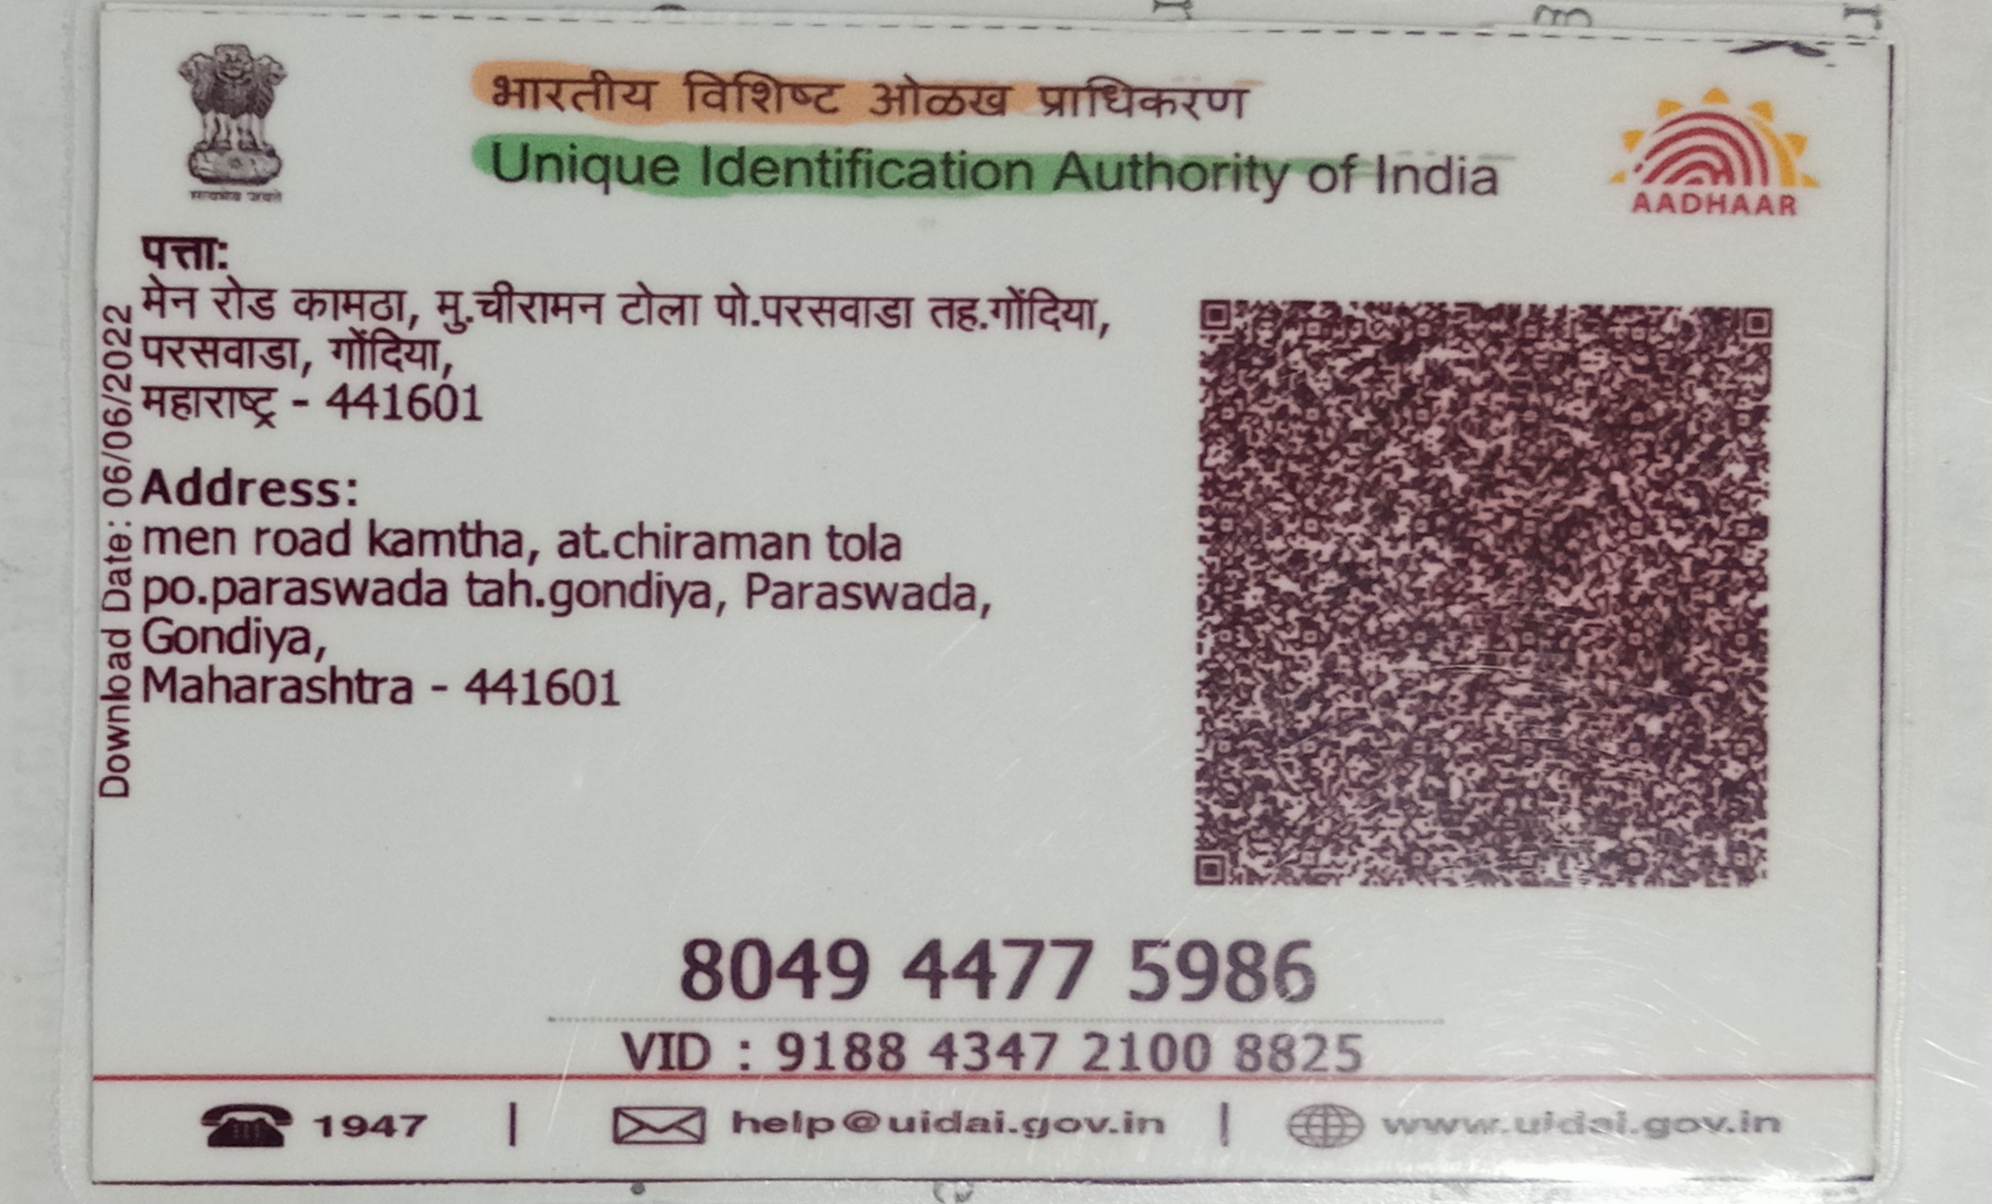 भारतीय विशिष्ट ओळख प्राधिकरण
Unique Identification Authority of India
AADHAAR
सत्यमेव जयते
पत्ता:
मेन रोड कामठा, मु.चीरामन टोला पो.परसवाडा तह.गोंदिया,
परसवाडा, गोंदिया,
महाराष्ट्र - 441601
Address:
men road kamtha, at.chiraman tola
po.paraswada tah.gondiya, Paraswada,
Gondiya,
Maharashtra - 441601
Download Date: 06/06/2022
8049 4477 5986
VID : 9188 4347 2100 8825
1947 | help@uidai.gov.in | www.uidai.gov.in